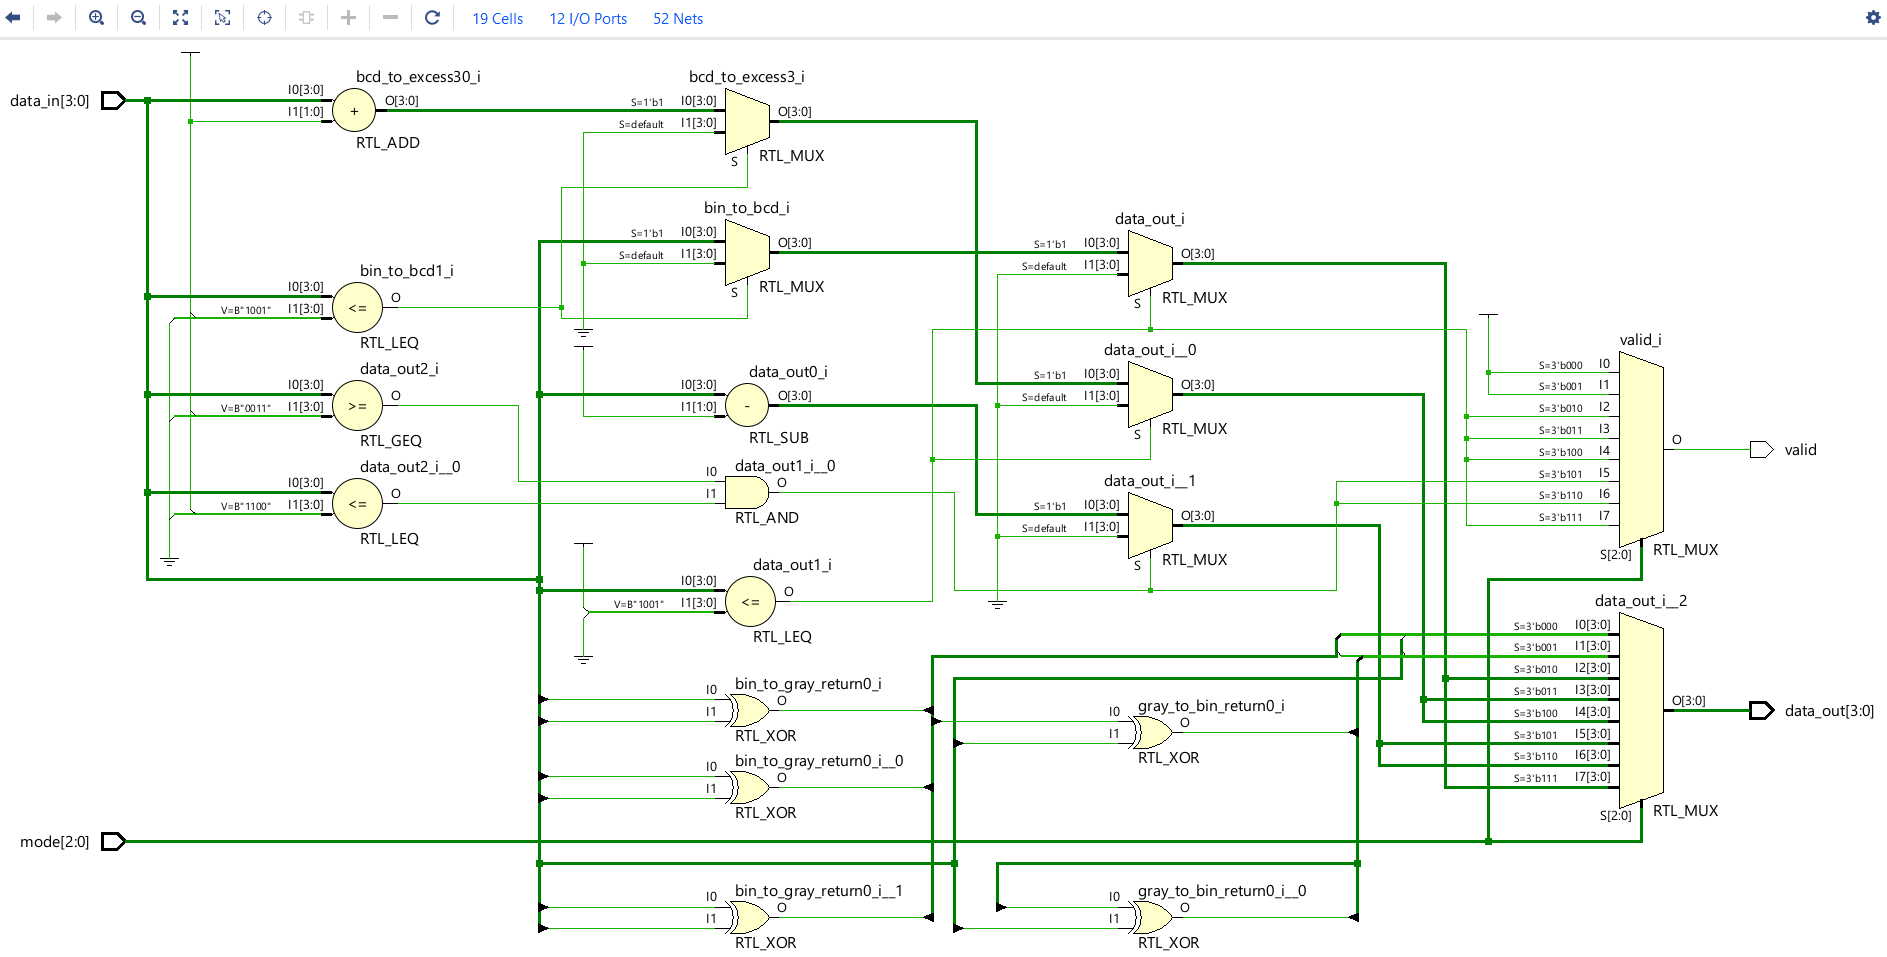 19 Cells 12 I/O Ports 52 Nets
data_in[3:0]
bcd_to_excess30_i
I0[3:0]
I1[1:0]
+
O[3:0]
RTL_ADD
bcd_to_excess3_i
S=1'b1 I0[3:0]
S=default I1[3:0]
O[3:0]
S
RTL_MUX
bin_to_bcd_i
S=1'b1 I0[3:0]
S=default I1[3:0]
O[3:0]
S
RTL_MUX
bin_to_bcd1_i
I0[3:0]
V=B"1001" I1[3:0]
<=
O
RTL_LEQ
data_out2_i
I0[3:0]
V=B"0011" I1[3:0]
>=
O
RTL_GEQ
data_out2_i__0
I0[3:0]
V=B"1100" I1[3:0]
<=
O
RTL_LEQ
data_out0_i
I0[3:0]
I1[1:0]
-
O[3:0]
RTL_SUB
data_out1_i__0
I0
I1
O
RTL_AND
data_out1_i
I0[3:0]
V=B"1001" I1[3:0]
<=
O
RTL_LEQ
data_out_i
S=1'b1 I0[3:0]
S=default I1[3:0]
O[3:0]
S
RTL_MUX
data_out_i__0
S=1'b1 I0[3:0]
S=default I1[3:0]
O[3:0]
S
RTL_MUX
data_out_i__1
S=1'b1 I0[3:0]
S=default I1[3:0]
O[3:0]
S
RTL_MUX
valid_i
S=3'b000 I0
S=3'b001 I1
S=3'b010 I2
S=3'b011 I3
S=3'b100 I4
S=3'b101 I5
S=3'b110 I6
S=3'b111 I7
O
valid
S[2:0]
RTL_MUX
data_out_i__2
S=3'b000 I0[3:0]
S=3'b001 I1[3:0]
S=3'b010 I2[3:0]
S=3'b011 I3[3:0]
S=3'b100 I4[3:0]
S=3'b101 I5[3:0]
S=3'b110 I6[3:0]
S=3'b111 I7[3:0]
O[3:0]
data_out[3:0]
S[2:0]
RTL_MUX
bin_to_gray_return0_i
I0
I1
O
RTL_XOR
bin_to_gray_return0_i__0
I0
I1
O
RTL_XOR
gray_to_bin_return0_i
I0
I1
O
RTL_XOR
mode[2:0]
bin_to_gray_return0_i__1
I0
I1
O
RTL_XOR
gray_to_bin_return0_i__0
I0
I1
O
RTL_XOR